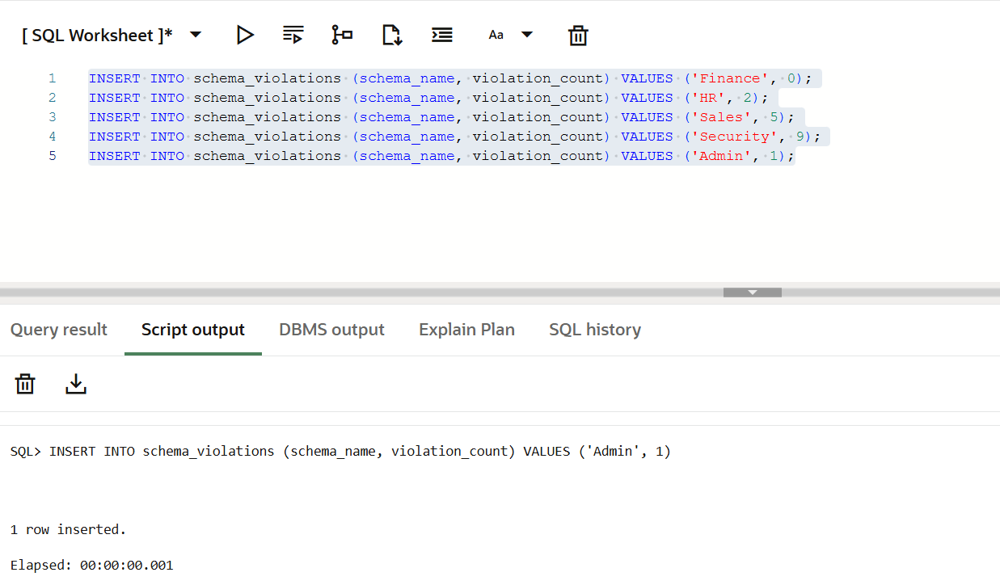 [ SQL Worksheet ]* Aa
1 INSERT INTO schema_violations (schema_name, violation_count) VALUES ('Finance', 0);
2 INSERT INTO schema_violations (schema_name, violation_count) VALUES ('HR', 2);
3 INSERT INTO schema_violations (schema_name, violation_count) VALUES ('Sales', 5);
4 INSERT INTO schema_violations (schema_name, violation_count) VALUES ('Security', 9);
5 INSERT INTO schema_violations (schema_name, violation_count) VALUES ('Admin', 1);
Query result Script output DBMS output Explain Plan SQL history
SQL> INSERT INTO schema_violations (schema_name, violation_count) VALUES ('Admin', 1)
1 row inserted.
Elapsed: 00:00:00.001